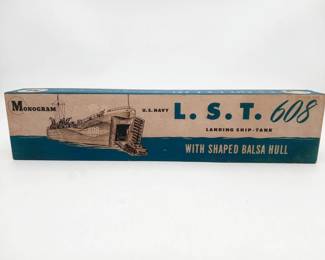 MONOGRAM
U.S. NAVY
L. S. T. 608
LANDING SHIP-TANK
WITH SHAPED BALSA HULL